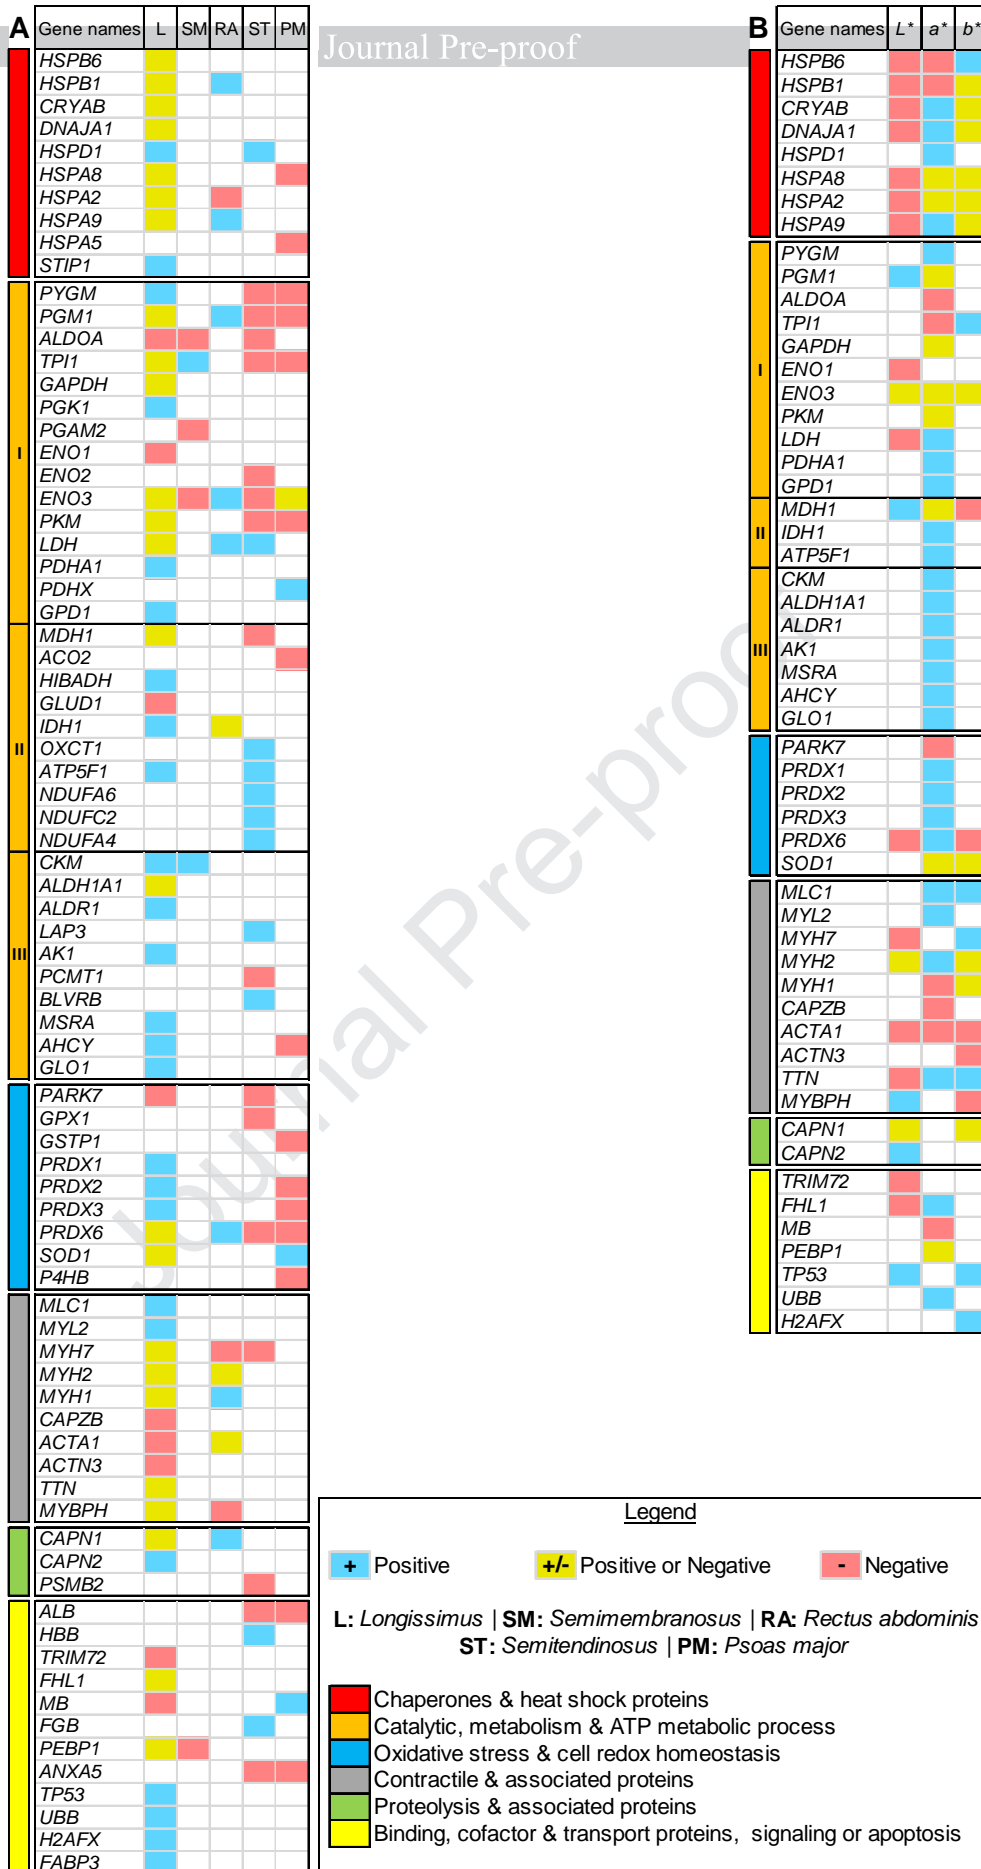 Journal Pre-proof
A Gene names L SM RA ST PM
HSPB6
HSPB1
CRYAB
DNAJA1
HSPD1
HSPA8
HSPA2
HSPA9
HSPA5
STIP1
I
PYGM
PGM1
ALDOA
TPI1
GAPDH
PGK1
PGAM2
ENO1
ENO2
ENO3
PKM
LDH
PDHA1
PDHX
GPD1
II
MDH1
ACO2
HIBADH
GLUD1
IDH1
OXCT1
ATP5F1
NDUFA6
NDUFC2
NDUFA4
III
CKM
ALDH1A1
ALDR1
LAP3
AK1
PCMT1
BLVRB
MSRA
AHCY
GLO1
PARK7
GPX1
GSTP1
PRDX1
PRDX2
PRDX3
PRDX6
SOD1
P4HB
MLC1
MYL2
MYH7
MYH2
MYH1
CAPZB
ACTA1
ACTN3
TTN
MYBPH
CAPN1
CAPN2
PSMB2
ALB
HBB
TRIM72
FHL1
MB
FGB
PEBP1
ANXA5
TP53
UBB
H2AFX
FABP3
B Gene names L* a* b*
HSPB6
HSPB1
CRYAB
DNAJA1
HSPD1
HSPA8
HSPA2
HSPA9
I
PYGM
PGM1
ALDOA
TPI1
GAPDH
ENO1
ENO3
PKM
LDH
PDHA1
GPD1
II
MDH1
IDH1
ATP5F1
III
CKM
ALDH1A1
ALDR1
AK1
MSRA
AHCY
GLO1
PARK7
PRDX1
PRDX2
PRDX3
PRDX6
SOD1
MLC1
MYL2
MYH7
MYH2
MYH1
CAPZB
ACTA1
ACTN3
TTN
MYBPH
CAPN1
CAPN2
TRIM72
FHL1
MB
PEBP1
TP53
UBB
H2AFX
Journal Pre-proof
Legend
+ Positive +/- Positive or Negative - Negative
L: Longissimus | SM: Semimembranosus | RA: Rectus abdominis
ST: Semitendinosus | PM: Psoas major
Chaperones & heat shock proteins
Catalytic, metabolism & ATP metabolic process
Oxidative stress & cell redox homeostasis
Contractile & associated proteins
Proteolysis & associated proteins
Binding, cofactor & transport proteins, signaling or apoptosis